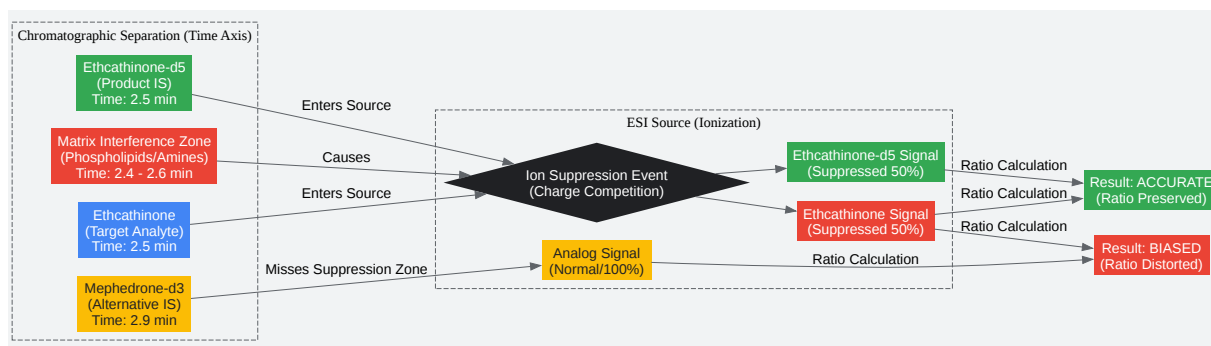 Chromatographic Separation (Time Axis)
Ethcathinone-d5
(Product IS)
Time: 2.5 min
Matrix Interference Zone
(Phospholipids/Amines)
Time: 2.4 - 2.6 min
Ethcathinone
(Target Analyte)
Time: 2.5 min
Mephedrone-d3
(Alternative IS)
Time: 2.9 min
Enters Source
Causes
Enters Source
Misses Suppression Zone
ESI Source (Ionization)
Ion Suppression Event
(Charge Competition)
Ethcathinone-d5 Signal
(Suppressed 50%)
Ethcathinone Signal
(Suppressed 50%)
Analog Signal
(Normal/100%)
Ratio Calculation
Ratio Calculation
Ratio Calculation
Ratio Calculation
Result: ACCURATE
(Ratio Preserved)
Result: BIASED
(Ratio Distorted)